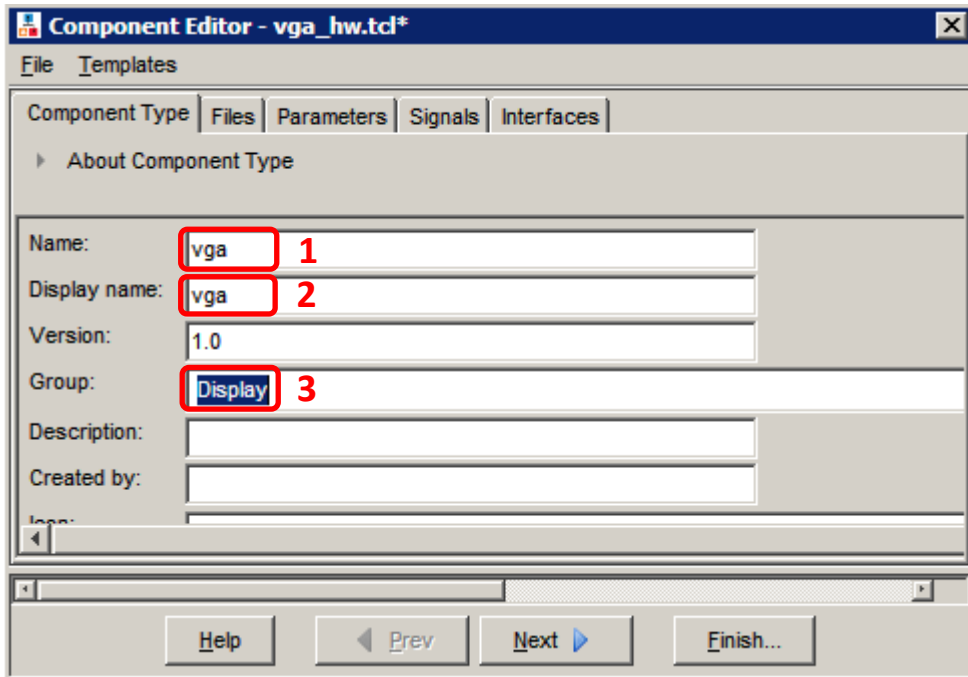 Component Editor - vga_hw.tcl*
File Templates
Component Type Files Parameters Signals Interfaces
About Component Type
Name: vga 1
Display name: vga 2
Version: 1.0
Group: Display 3
Description:
Created by:
Help Prev Next Finish...